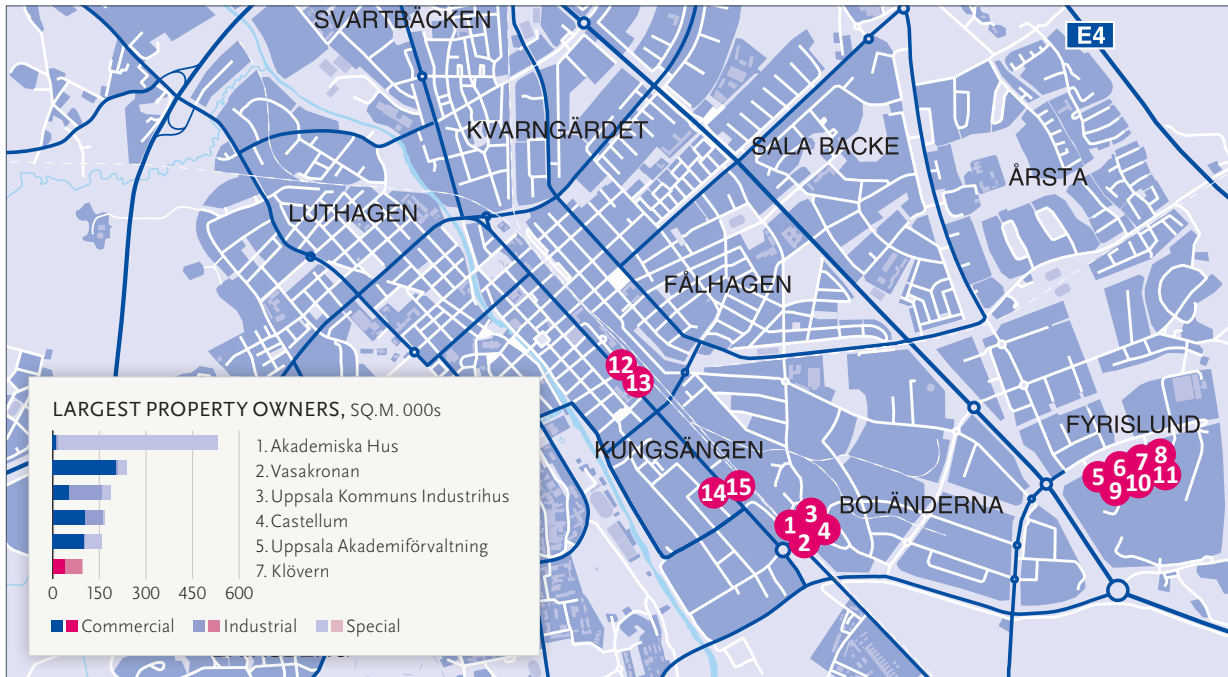 SVARTBÄCKEN
E4
KVARNGÄRDET
SALA BACKE
ÅRSTA
LUTHAGEN
FÅLHAGEN
12
13
FYRISLUND
5 6 7 8
9 10 11
KUNGSÄNGEN
14 15
BOLÄNDERNA
1 3
2 4
LARGEST PROPERTY OWNERS, SQ.M. 000s
1. Akademiska Hus
2. Vasakronan
3. Uppsala Kommuns Industrihus
4. Castellum
5. Uppsala Akademiförvaltning
7. Klövern
0 150 300 450 600
Commercial Industrial Special